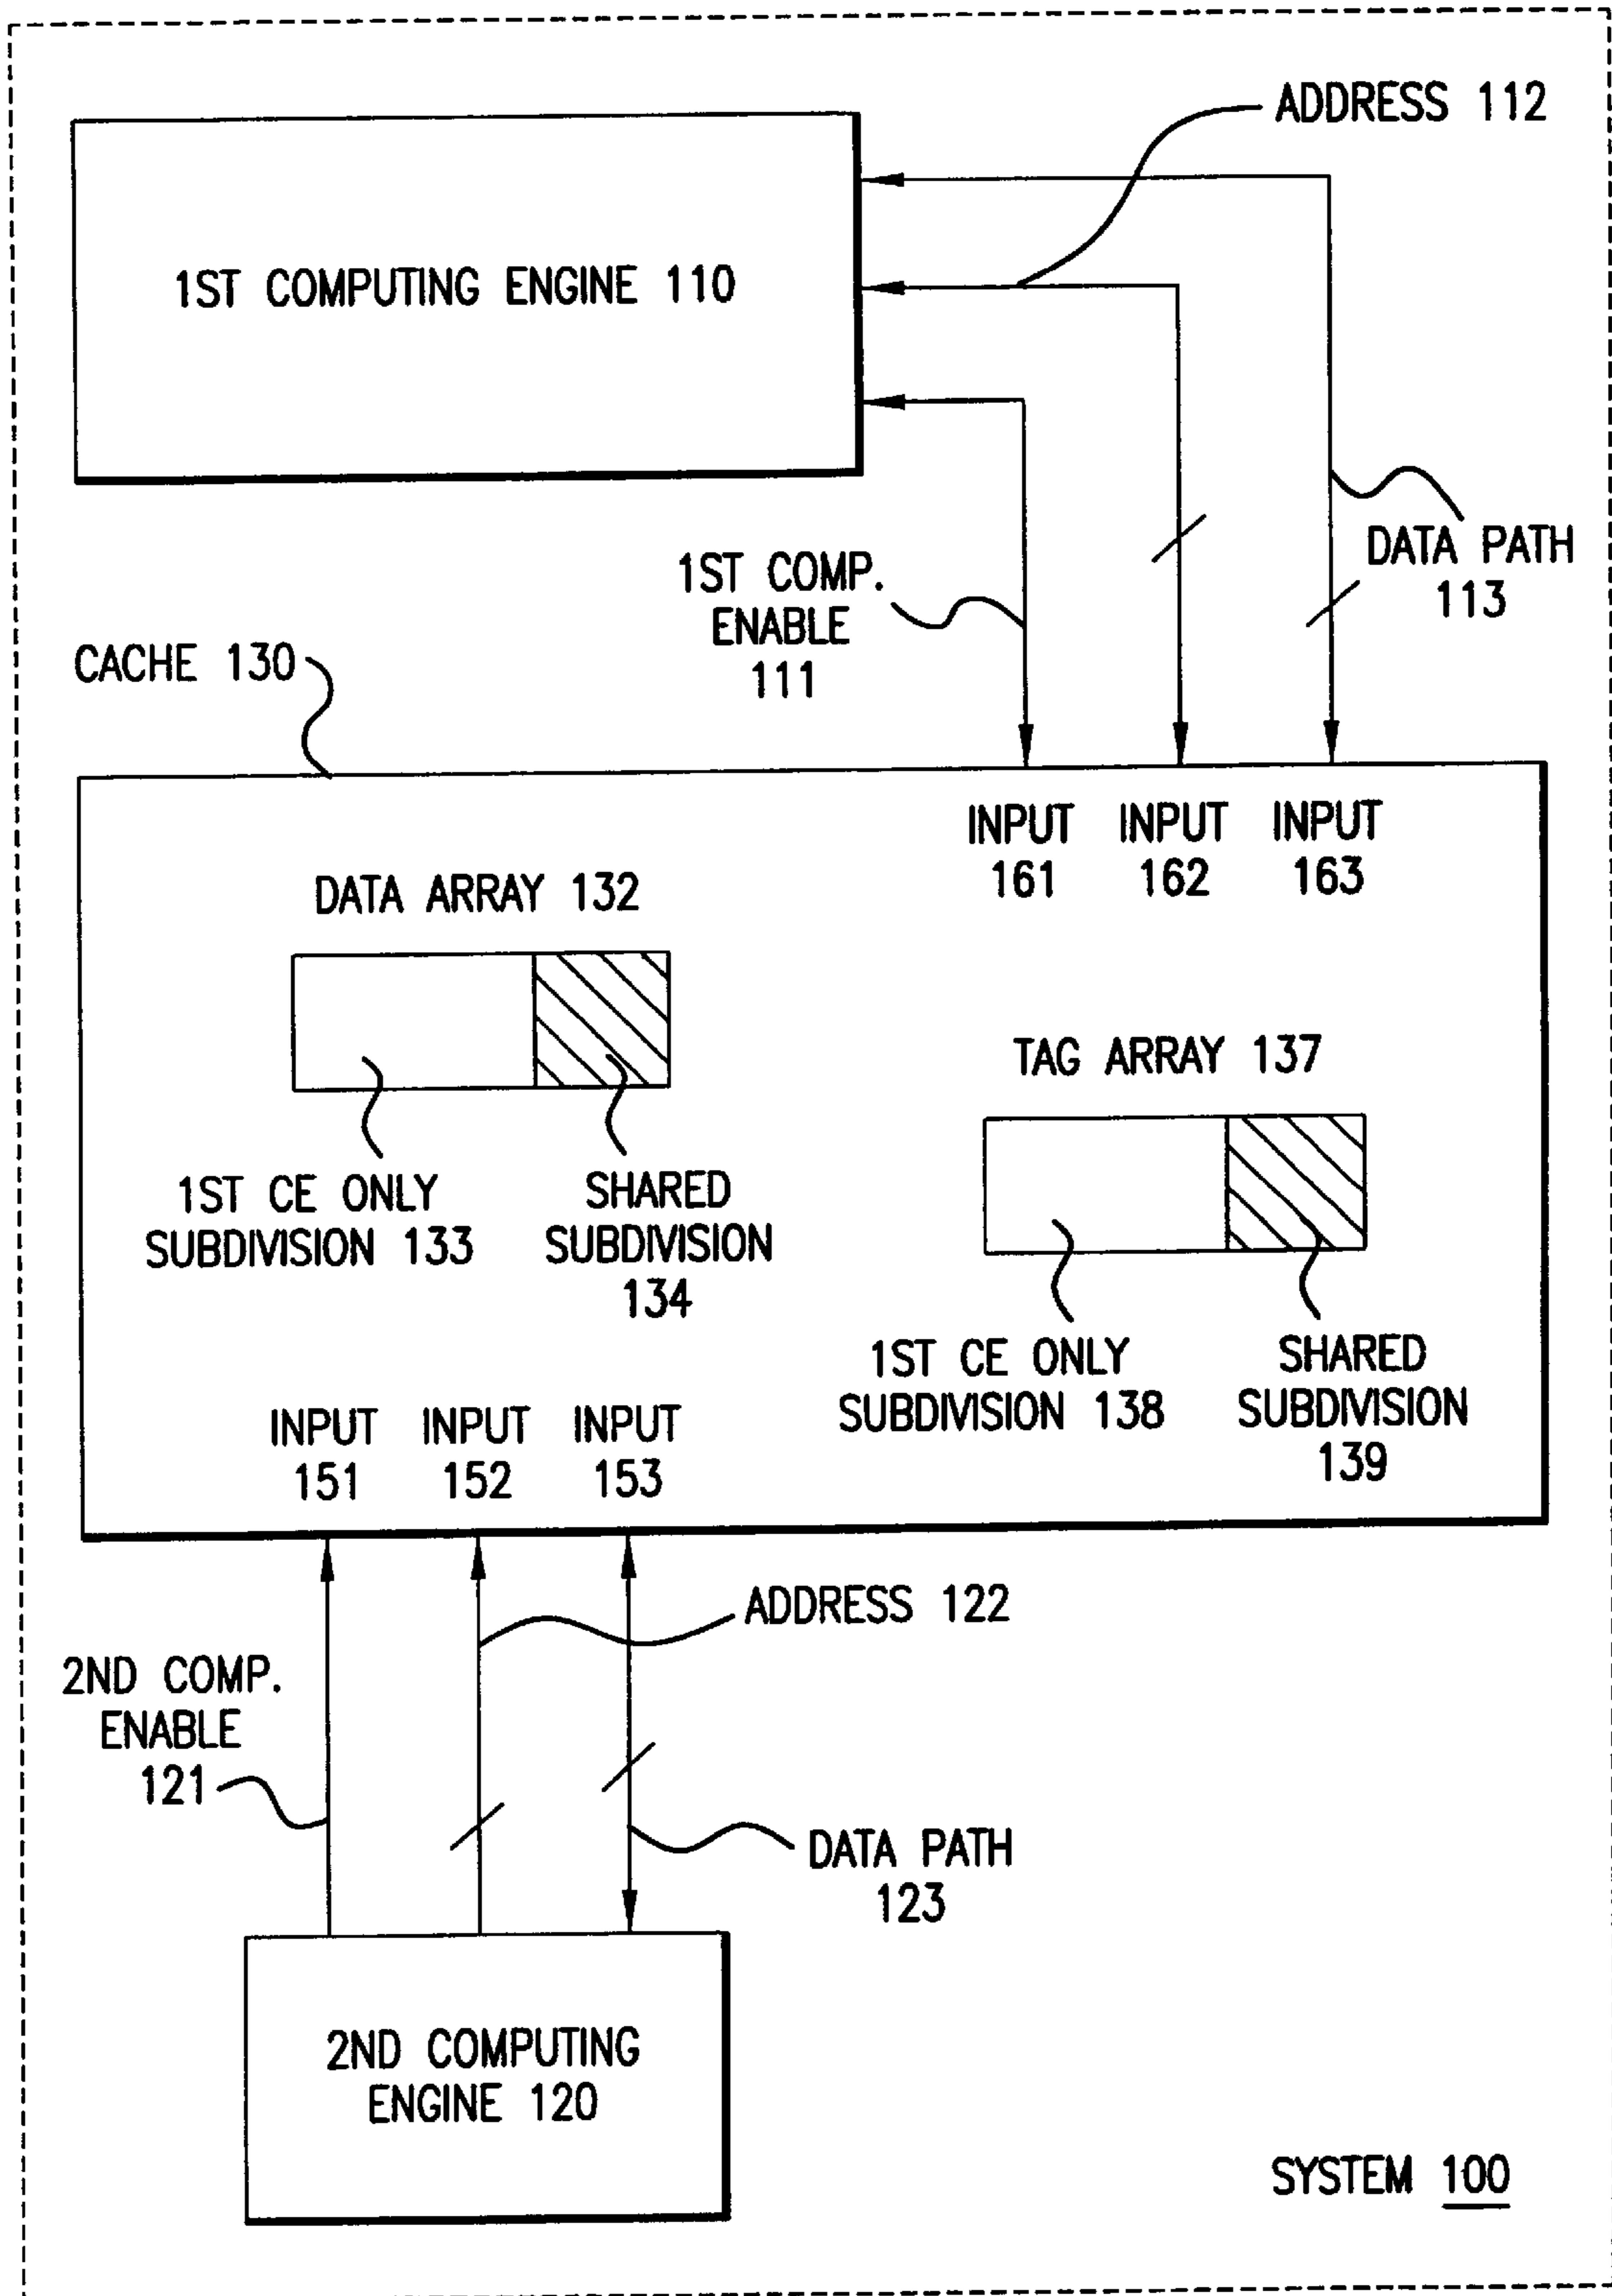 ADDRESS 112
1ST COMPUTING ENGINE 110
DATA PATH
113
1ST COMP.
ENABLE
111
CACHE 130
INPUT
161
INPUT
162
INPUT
163
DATA ARRAY 132
TAG ARRAY 137
1ST CE ONLY
SUBDIVISION 133
SHARED
SUBDIVISION
134
1ST CE ONLY
SUBDIVISION 138
SHARED
SUBDIVISION
139
INPUT
151
INPUT
152
INPUT
153
ADDRESS 122
2ND COMP.
ENABLE
121
DATA PATH
123
2ND COMPUTING
ENGINE 120
SYSTEM 100